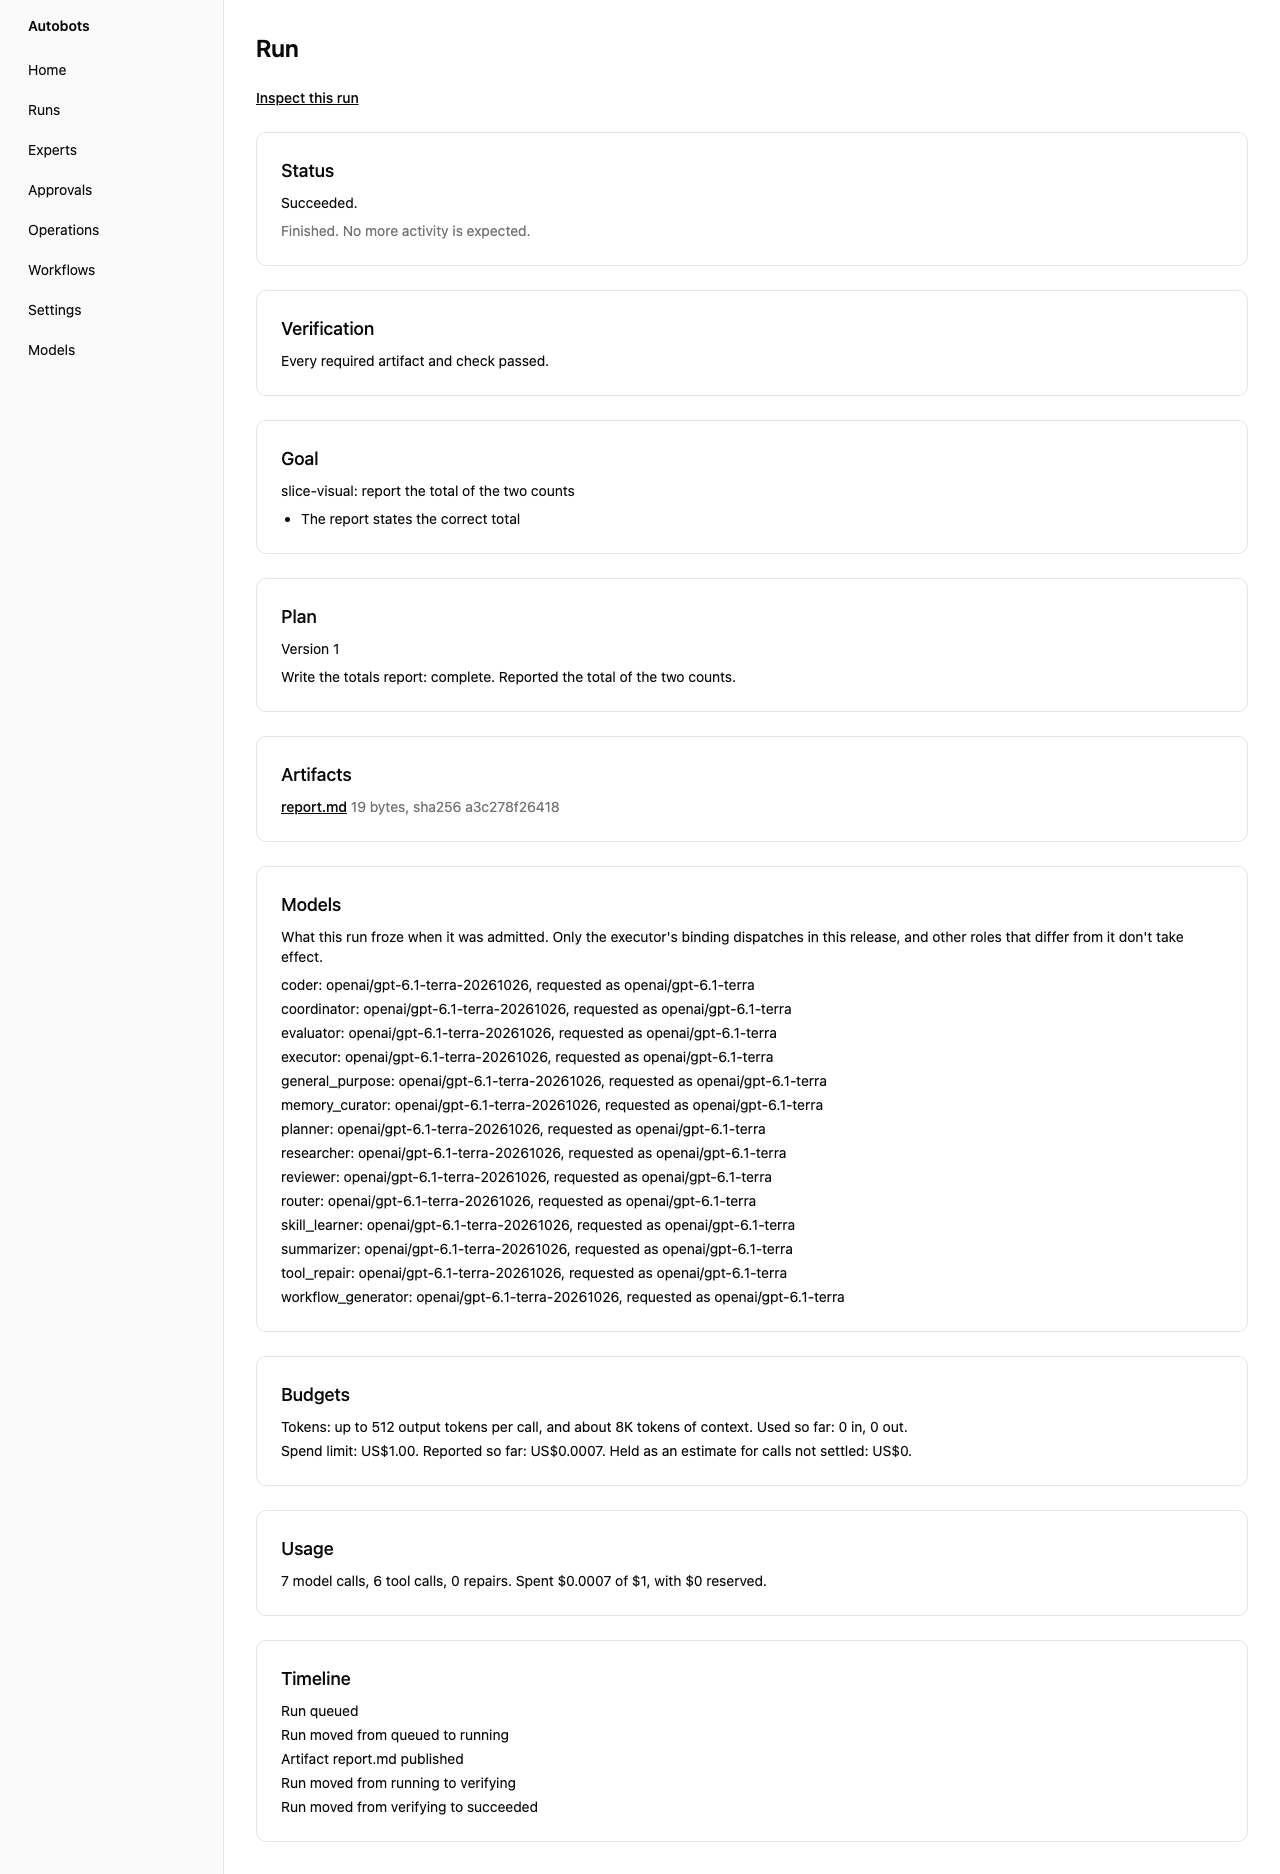 Autobots
Home
Runs
Experts
Approvals
Operations
Workflows
Settings
Models
Run
Inspect this run
Status
Succeeded.
Finished. No more activity is expected.
Verification
Every required artifact and check passed.
Goal
slice-visual: report the total of the two counts
• The report states the correct total
Plan
Version 1
Write the totals report: complete. Reported the total of the two counts.
Artifacts
report.md 19 bytes, sha256 a3c278f26418
Models
What this run froze when it was admitted. Only the executor's binding dispatches in this release, and other roles that differ from it don't take
effect.
coder: openai/gpt-6.1-terra-20261026, requested as openai/gpt-6.1-terra
coordinator: openai/gpt-6.1-terra-20261026, requested as openai/gpt-6.1-terra
evaluator: openai/gpt-6.1-terra-20261026, requested as openai/gpt-6.1-terra
executor: openai/gpt-6.1-terra-20261026, requested as openai/gpt-6.1-terra
general_purpose: openai/gpt-6.1-terra-20261026, requested as openai/gpt-6.1-terra
memory_curator: openai/gpt-6.1-terra-20261026, requested as openai/gpt-6.1-terra
planner: openai/gpt-6.1-terra-20261026, requested as openai/gpt-6.1-terra
researcher: openai/gpt-6.1-terra-20261026, requested as openai/gpt-6.1-terra
reviewer: openai/gpt-6.1-terra-20261026, requested as openai/gpt-6.1-terra
router: openai/gpt-6.1-terra-20261026, requested as openai/gpt-6.1-terra
skill_learner: openai/gpt-6.1-terra-20261026, requested as openai/gpt-6.1-terra
summarizer: openai/gpt-6.1-terra-20261026, requested as openai/gpt-6.1-terra
tool_repair: openai/gpt-6.1-terra-20261026, requested as openai/gpt-6.1-terra
workflow_generator: openai/gpt-6.1-terra-20261026, requested as openai/gpt-6.1-terra
Budgets
Tokens: up to 512 output tokens per call, and about 8K tokens of context. Used so far: 0 in, 0 out.
Spend limit: US$1.00. Reported so far: US$0.0007. Held as an estimate for calls not settled: US$0.
Usage
7 model calls, 6 tool calls, 0 repairs. Spent $0.0007 of $1, with $0 reserved.
Timeline
Run queued
Run moved from queued to running
Artifact report.md published
Run moved from running to verifying
Run moved from verifying to succeeded